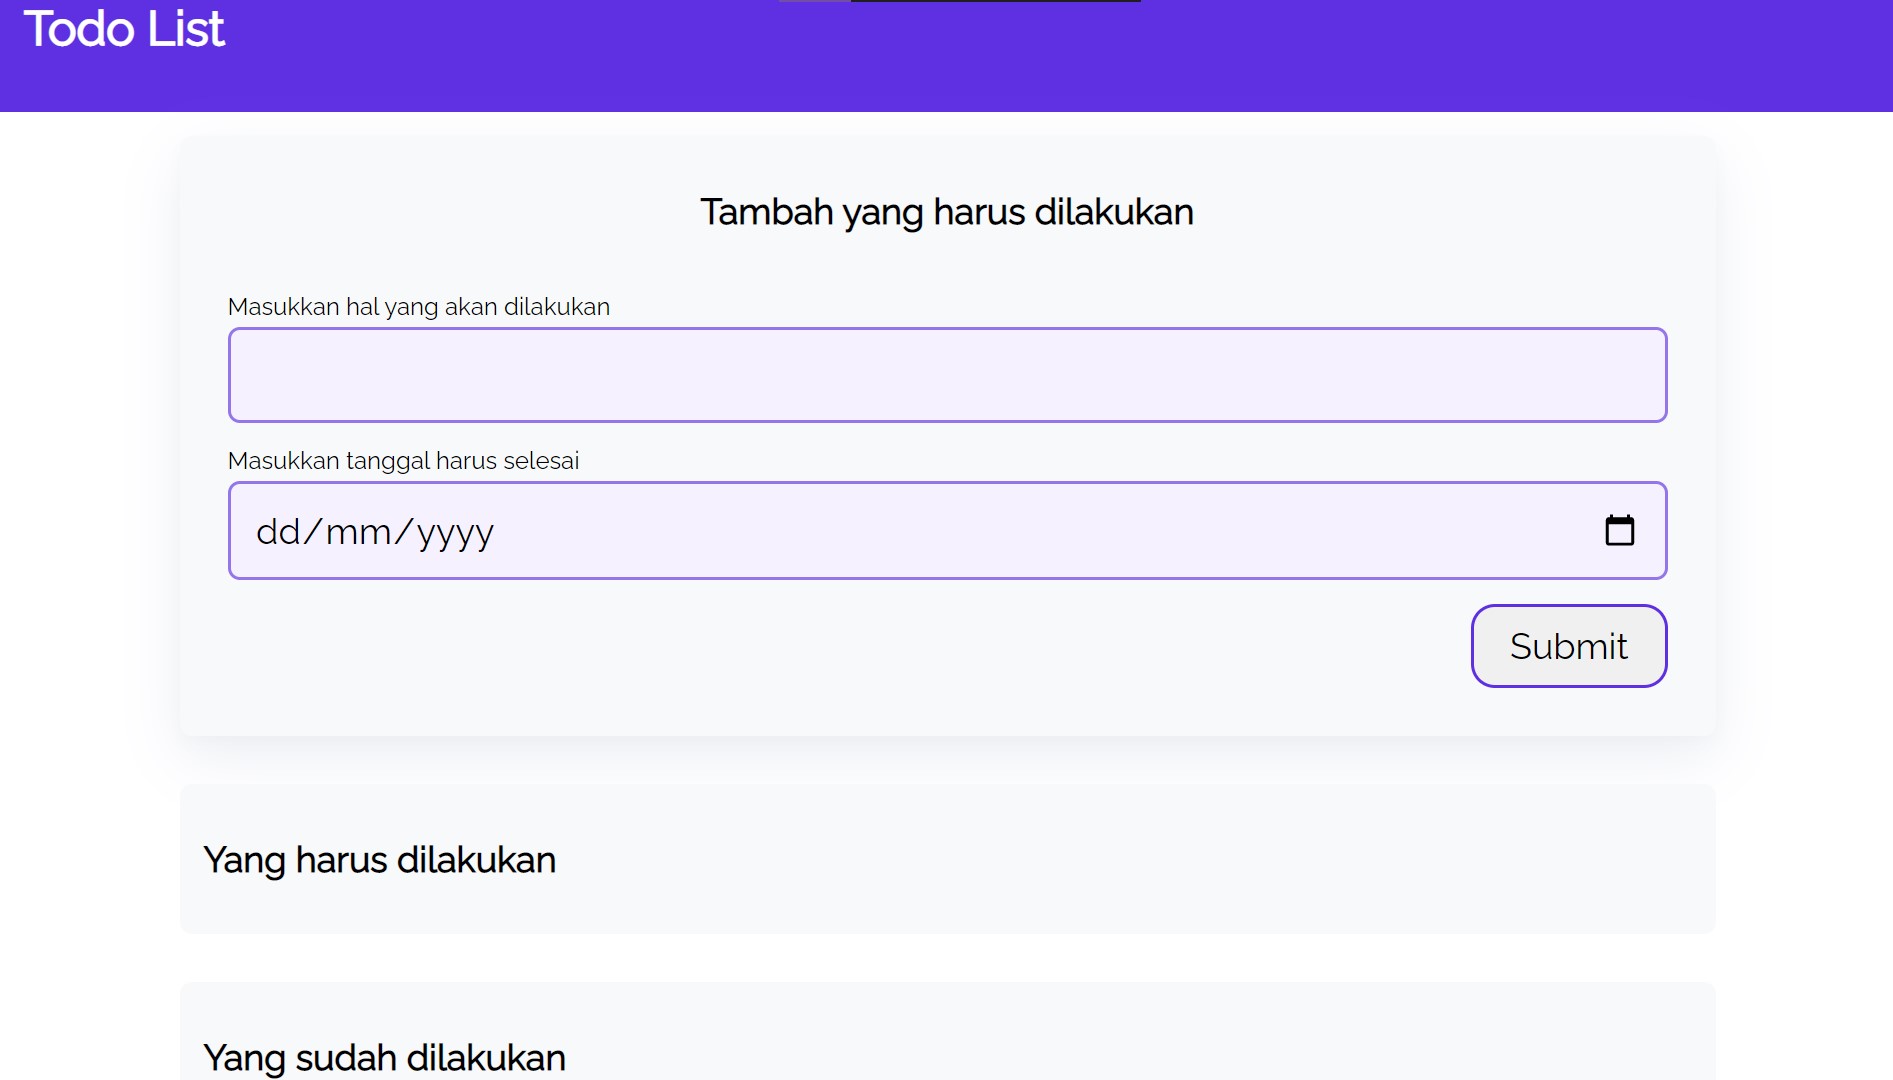 Todo List
Tambah yang harus dilakukan
Masukkan hal yang akan dilakukan
Masukkan tanggal harus selesai
dd/mm/yyyy
Submit
Yang harus dilakukan
Yang sudah dilakukan